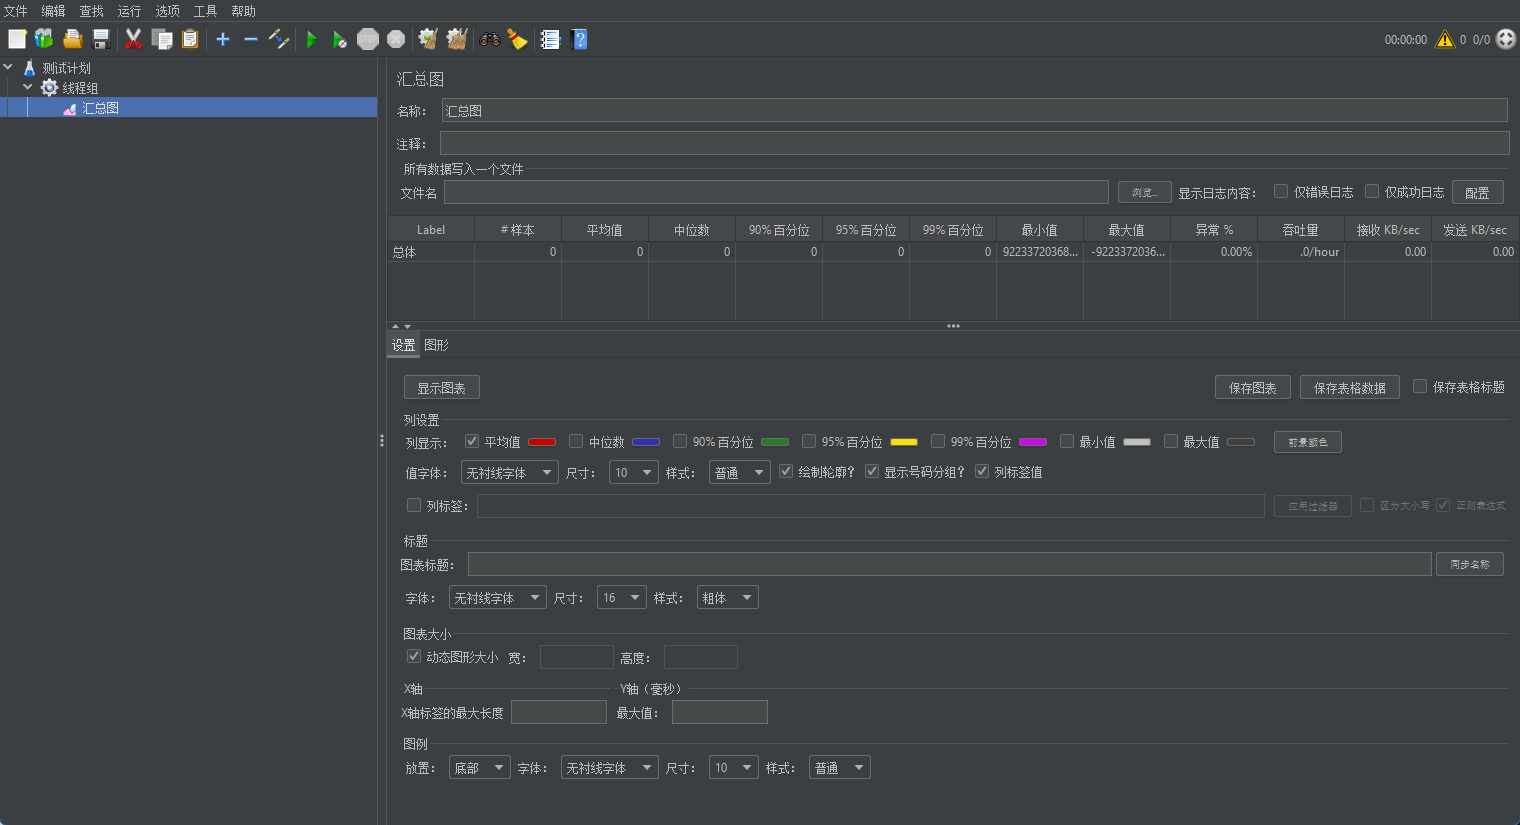 文件 编辑 查找 运行 选项 工具 帮助
00:00:00 0 0/0
测试计划
线程组
汇总图
汇总图
名称： 汇总图
注释：
所有数据写入一个文件
文件名 浏览... 显示日志内容： 仅错误日志 仅成功日志 配置
Label # 样本 平均值 中位数 90% 百分位 95% 百分位 99% 百分位 最小值 最大值 异常 % 吞吐量 接收 KB/sec 发送 KB/sec
总体 0 0 0 0 0 0 92233720368... -9223372036... 0.00% .0/hour 0.00 0.00
设置 图形
显示图表 保存图表 保存表格数据 保存表格标题
列设置
列显示： 平均值 中位数 90% 百分位 95% 百分位 99% 百分位 最小值 最大值 前景颜色
值字体： 无衬线字体 尺寸： 10 样式： 普通 绘制轮廓？ 显示号码分组？ 列标签值
列标签： 应用过滤器 区分大小写 正则表达式
标题
图表标题： 同步名称
字体： 无衬线字体 尺寸： 16 样式： 粗体
图表大小
动态图形大小 宽： 高度：
X轴 Y轴（毫秒）
X轴标签的最大长度 最大值：
图例
放置： 底部 字体： 无衬线字体 尺寸： 10 样式： 普通